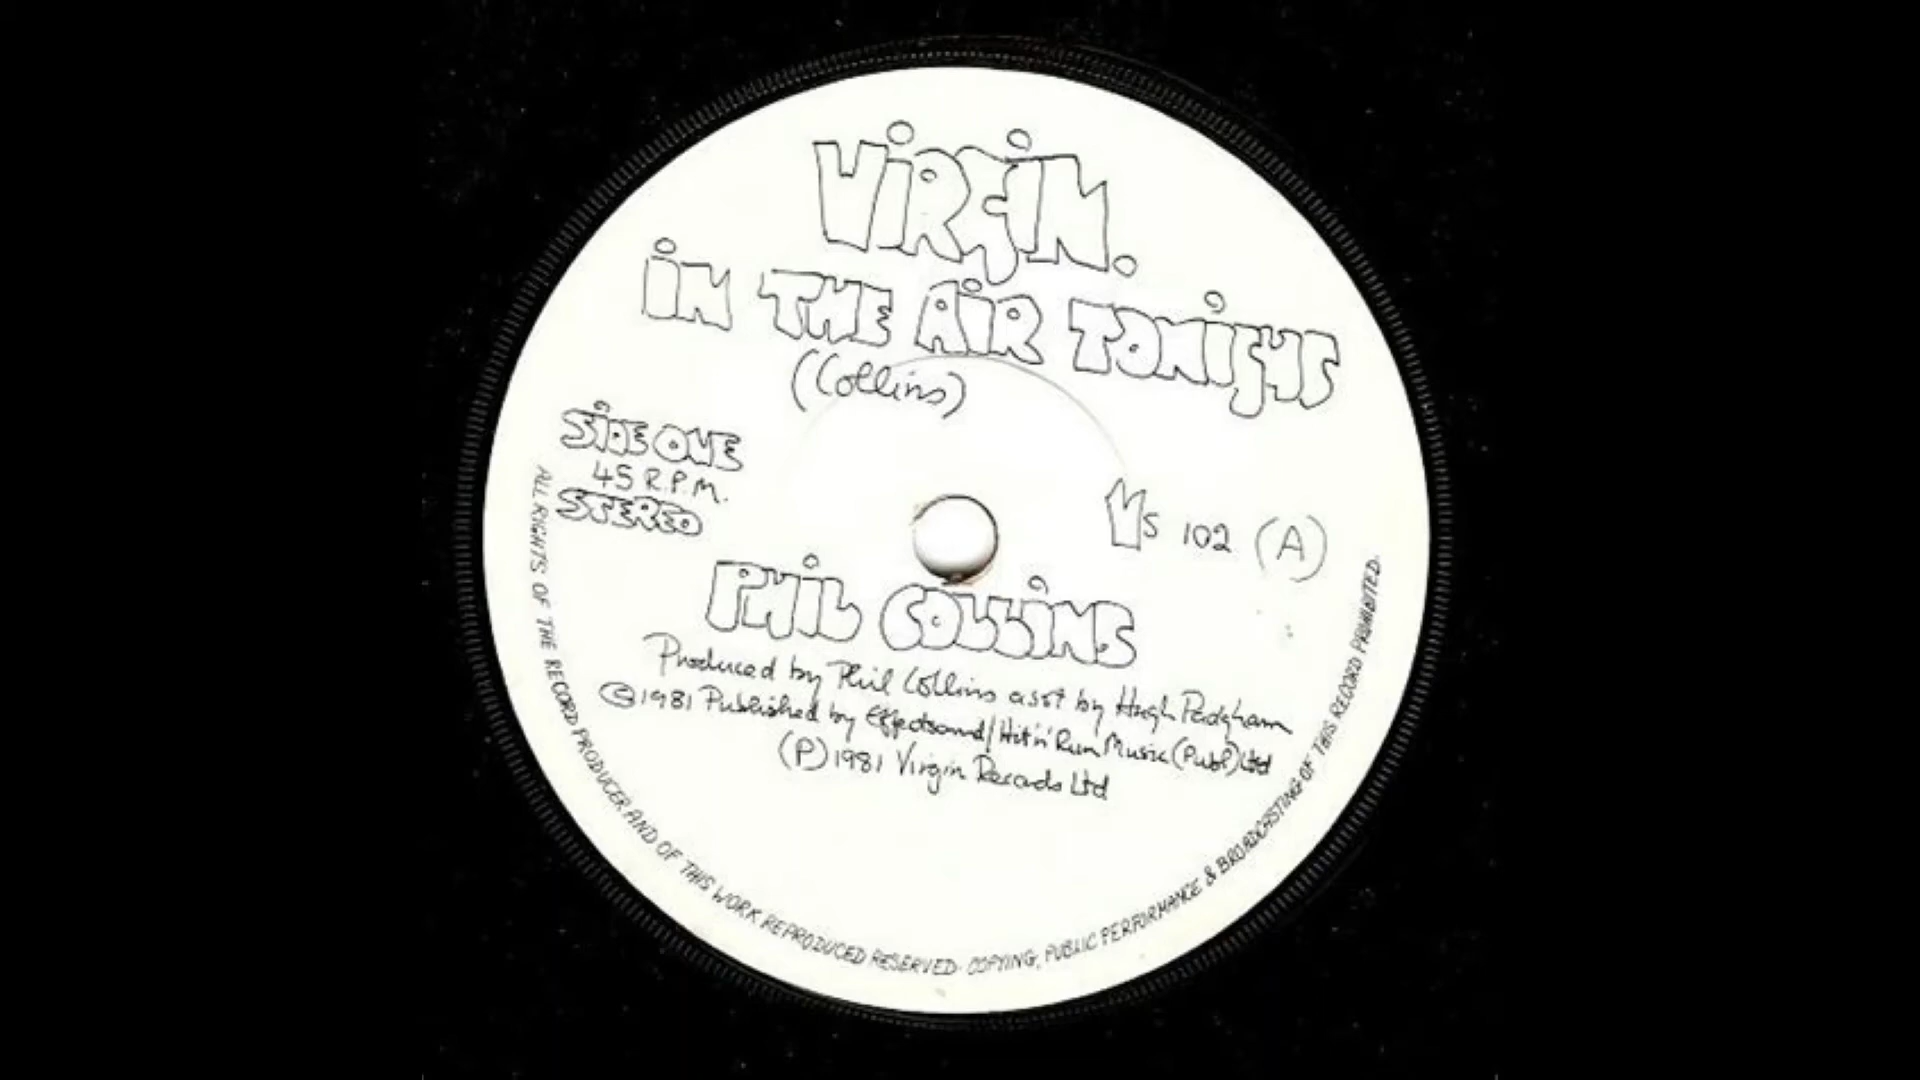 VIRGIN.
IN THE AIR TONIGHT
(Collins)
SIDE ONE
45 R.P.M.
STEREO
VS 102 (A)
PHIL COLLINS
Produced by Phil Collins asst by Hugh Padgham
©1981 Published by Effectsound/Hit'n'Run Music (Publ) Ltd
(P) 1981 Virgin Records Ltd
ALL RIGHTS OF THE RECORD PRODUCER AND OF THIS WORK REPRODUCED RESERVED. COPYING, PUBLIC PERFORMANCE & BROADCASTING OF THIS RECORD PROHIBITED.